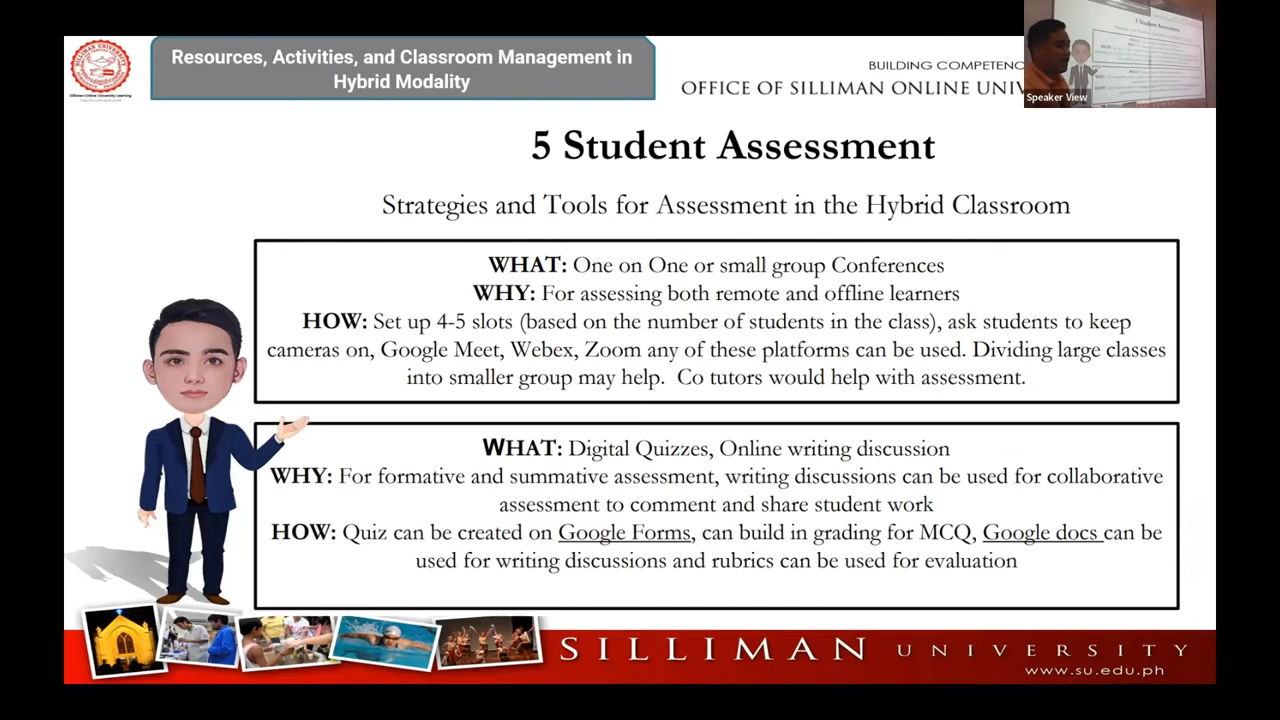 Resources, Activities, and Classroom Management in
Hybrid Modality
SILLIMAN UNIVERSITY
BUILDING COMPETENC
OFFICE OF SILLIMAN ONLINE UNIV
5 Student Assessment
Speaker View
5 Student Assessment
Strategies and Tools for Assessment in the Hybrid Classroom
WHAT: One on One or small group Conferences
WHY: For assessing both remote and offline learners
HOW: Set up 4-5 slots (based on the number of students in the class), ask students to keep
cameras on, Google Meet, Webex, Zoom any of these platforms can be used. Dividing large classes
into smaller group may help. Co tutors would help with assessment.
WHAT: Digital Quizzes, Online writing discussion
WHY: For formative and summative assessment, writing discussions can be used for collaborative
assessment to comment and share student work
HOW: Quiz can be created on Google Forms, can build in grading for MCQ, Google docs can be
used for writing discussions and rubrics can be used for evaluation
SILLIMAN UNIVERSITY
www.su.edu.ph